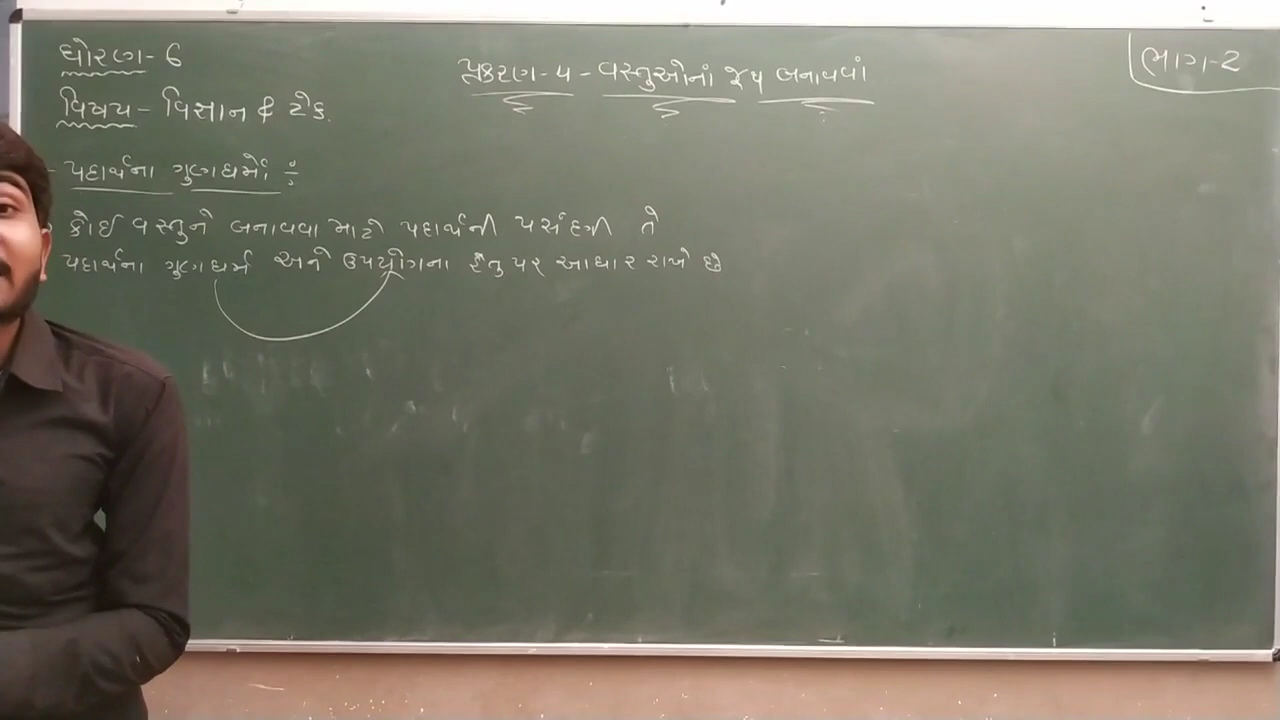 ધોરણ - 6
પ્રકરણ - ૪ - વસ્તુઓનાં જૂથ બનાવવાં
ભાગ-2
વિષય - વિજ્ઞાન & ટેક.
- પદાર્થના ગુણધર્મો :
કોઈ વસ્તુને બનાવવા માટે પદાર્થની પસંદગી તે
પદાર્થના ગુણધર્મ અને ઉપયોગના હેતુ પર આધાર રાખે છે